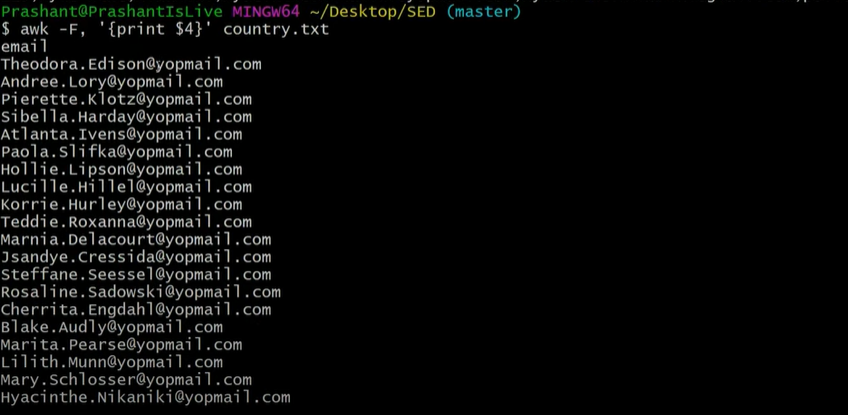 Prashant@PrashantIsLive MINGW64 ~/Desktop/SED (master)
$ awk -F, '{print $4}' country.txt
email
Theodora.Edison@yopmail.com
Andree.Lory@yopmail.com
Pierette.Klotz@yopmail.com
Sibella.Harday@yopmail.com
Atlanta.Ivens@yopmail.com
Paola.Slifka@yopmail.com
Hollie.Lipson@yopmail.com
Lucille.Hillel@yopmail.com
Korrie.Hurley@yopmail.com
Teddie.Roxanna@yopmail.com
Marnia.Delacourt@yopmail.com
Jsandye.Cressida@yopmail.com
Steffane.Seessel@yopmail.com
Rosaline.Sadowski@yopmail.com
Cherrita.Engdahl@yopmail.com
Blake.Audly@yopmail.com
Marita.Pearse@yopmail.com
Lilith.Munn@yopmail.com
Mary.Schlosser@yopmail.com
Hyacinthe.Nikaniki@yopmail.com